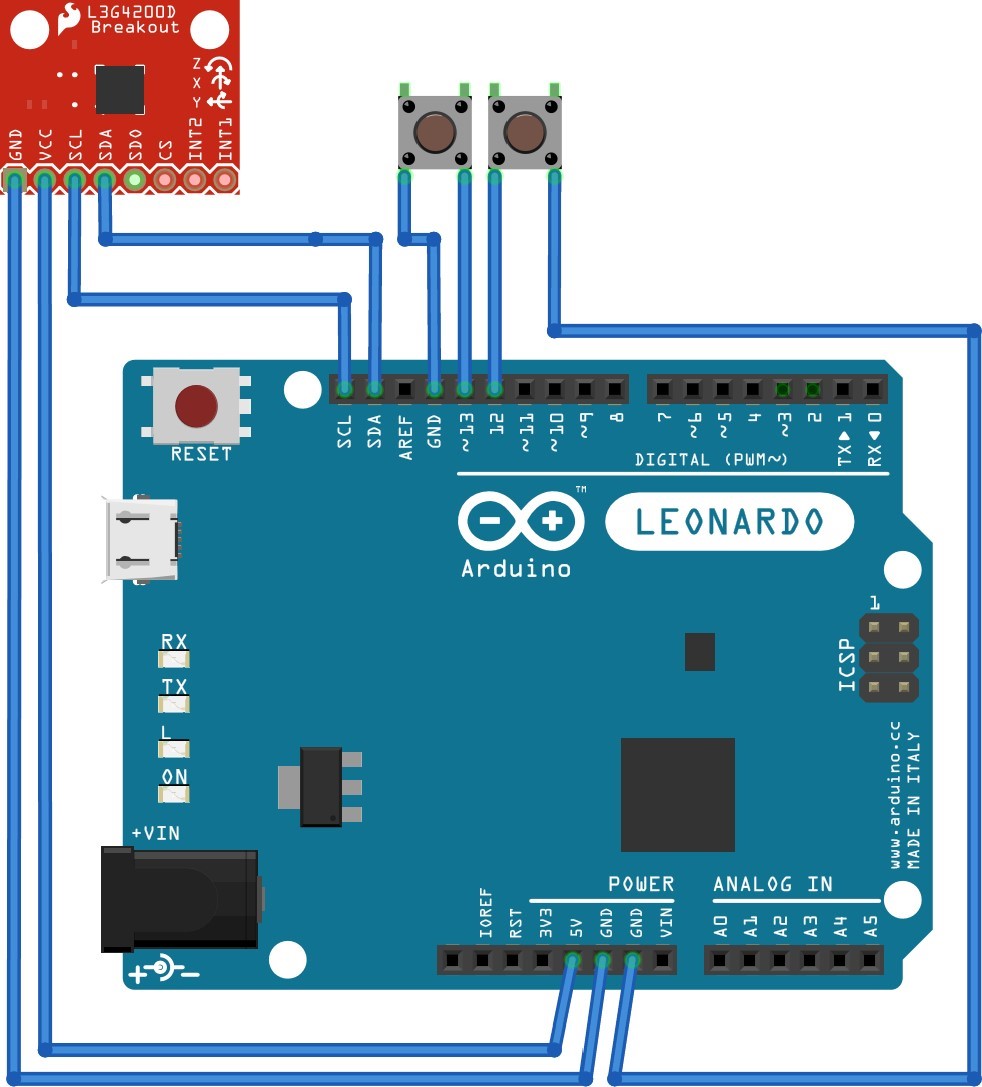 L3G4200D
Breakout
Z
X
Y
GND
VCC
SCL
SDA
SDO
CS
INT2
INT1
RESET
SCL
SDA
AREF
GND
~13
12
~11
~10
~9
8
7
~6
~5
4
~3
2
TX▶ 1
RX◀ 0
DIGITAL (PWM~)
TM
LEONARDO
Arduino
1
ICSP
RX
TX
L
ON
+VIN
www.arduino.cc
MADE IN ITALY
POWER
ANALOG IN
IOREF
RST
3V3
5V
GND
GND
VIN
A0
A1
A2
A3
A4
A5